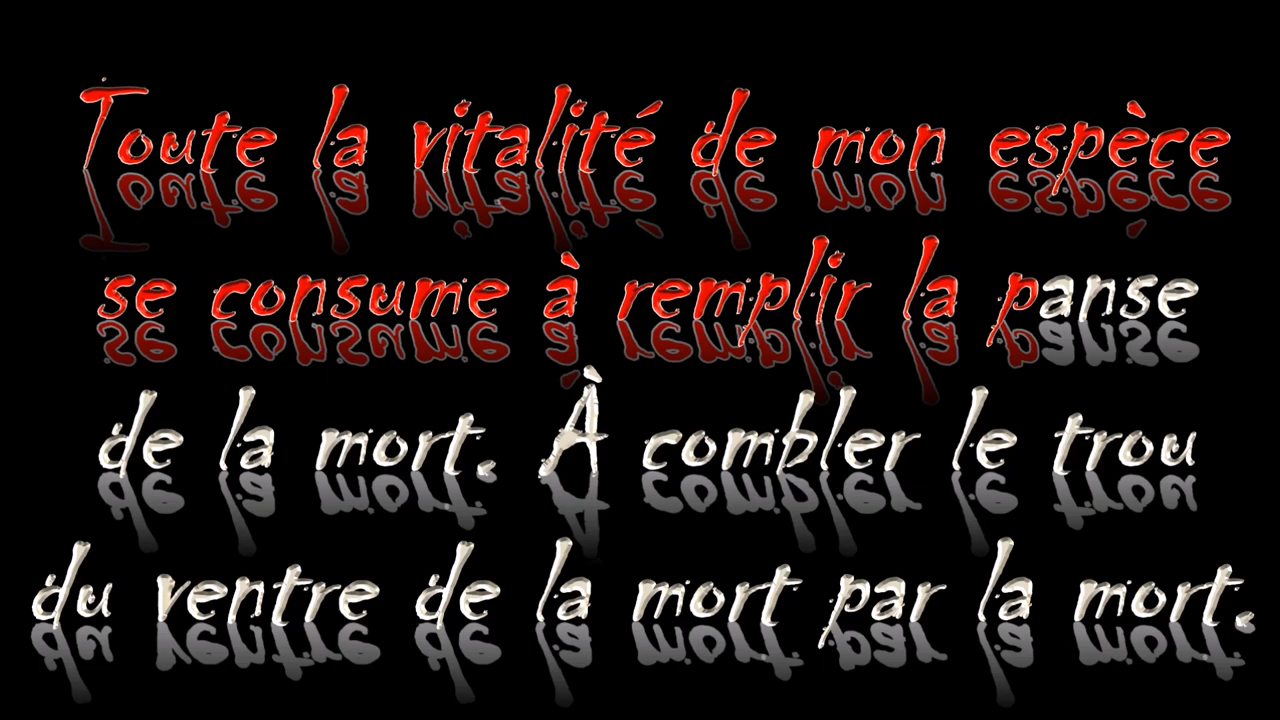 Toute la vitalité de mon espèce
se consume à remplir la panse
de la mort. À combler le trou
du ventre de la mort par la mort.